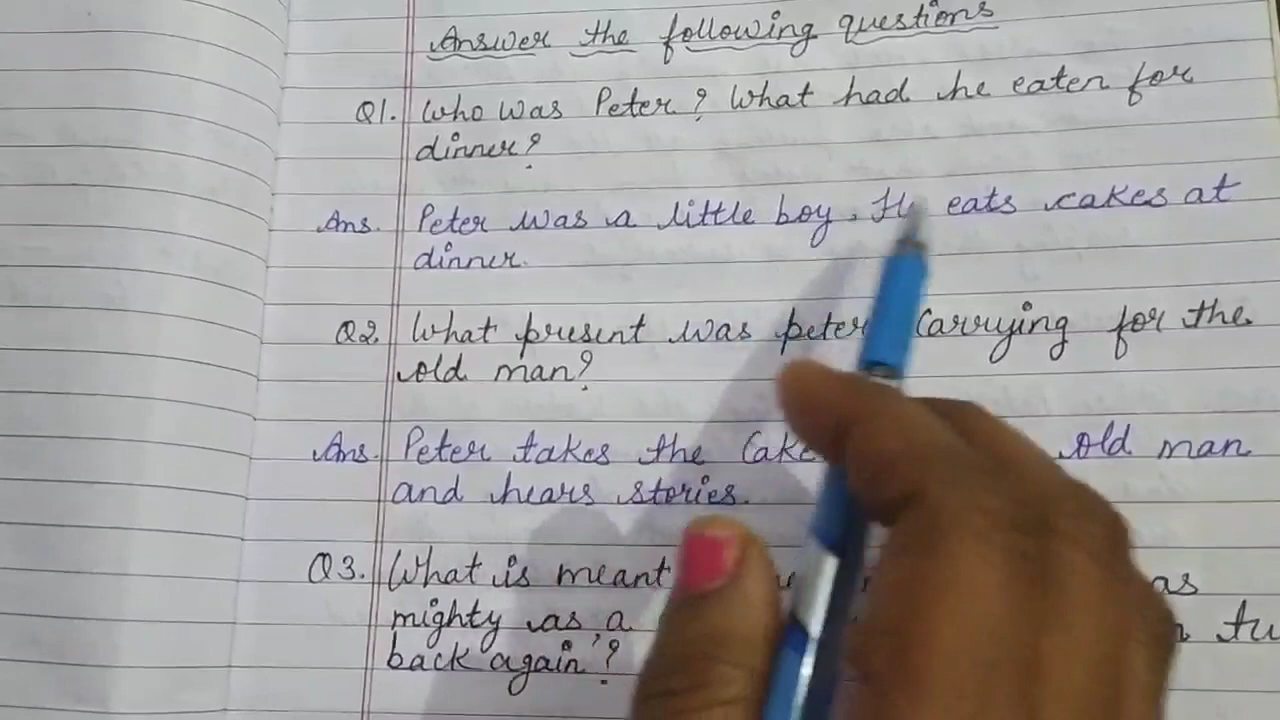 Answer the following questions
Q1. Who was Peter? What had he eaten for
dinner?
Ans. Peter was a little boy. He eats cakes at
dinner.
Q2. What present was peter carrying for the
old man?
Ans. Peter takes the Cake old man
and hears stories.
Q3. What is meant as
mighty as a
back again'?